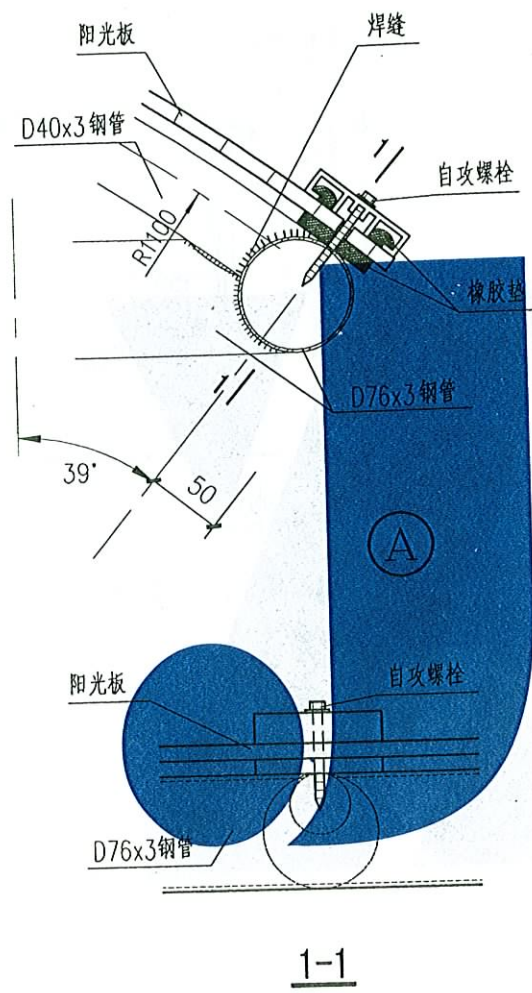 焊缝
阳光板
D40x3钢管
1
自攻螺栓
R1100
橡胶垫
1
D76x3钢管
39°
50
A
阳光板
自攻螺栓
D76x3钢管
1-1